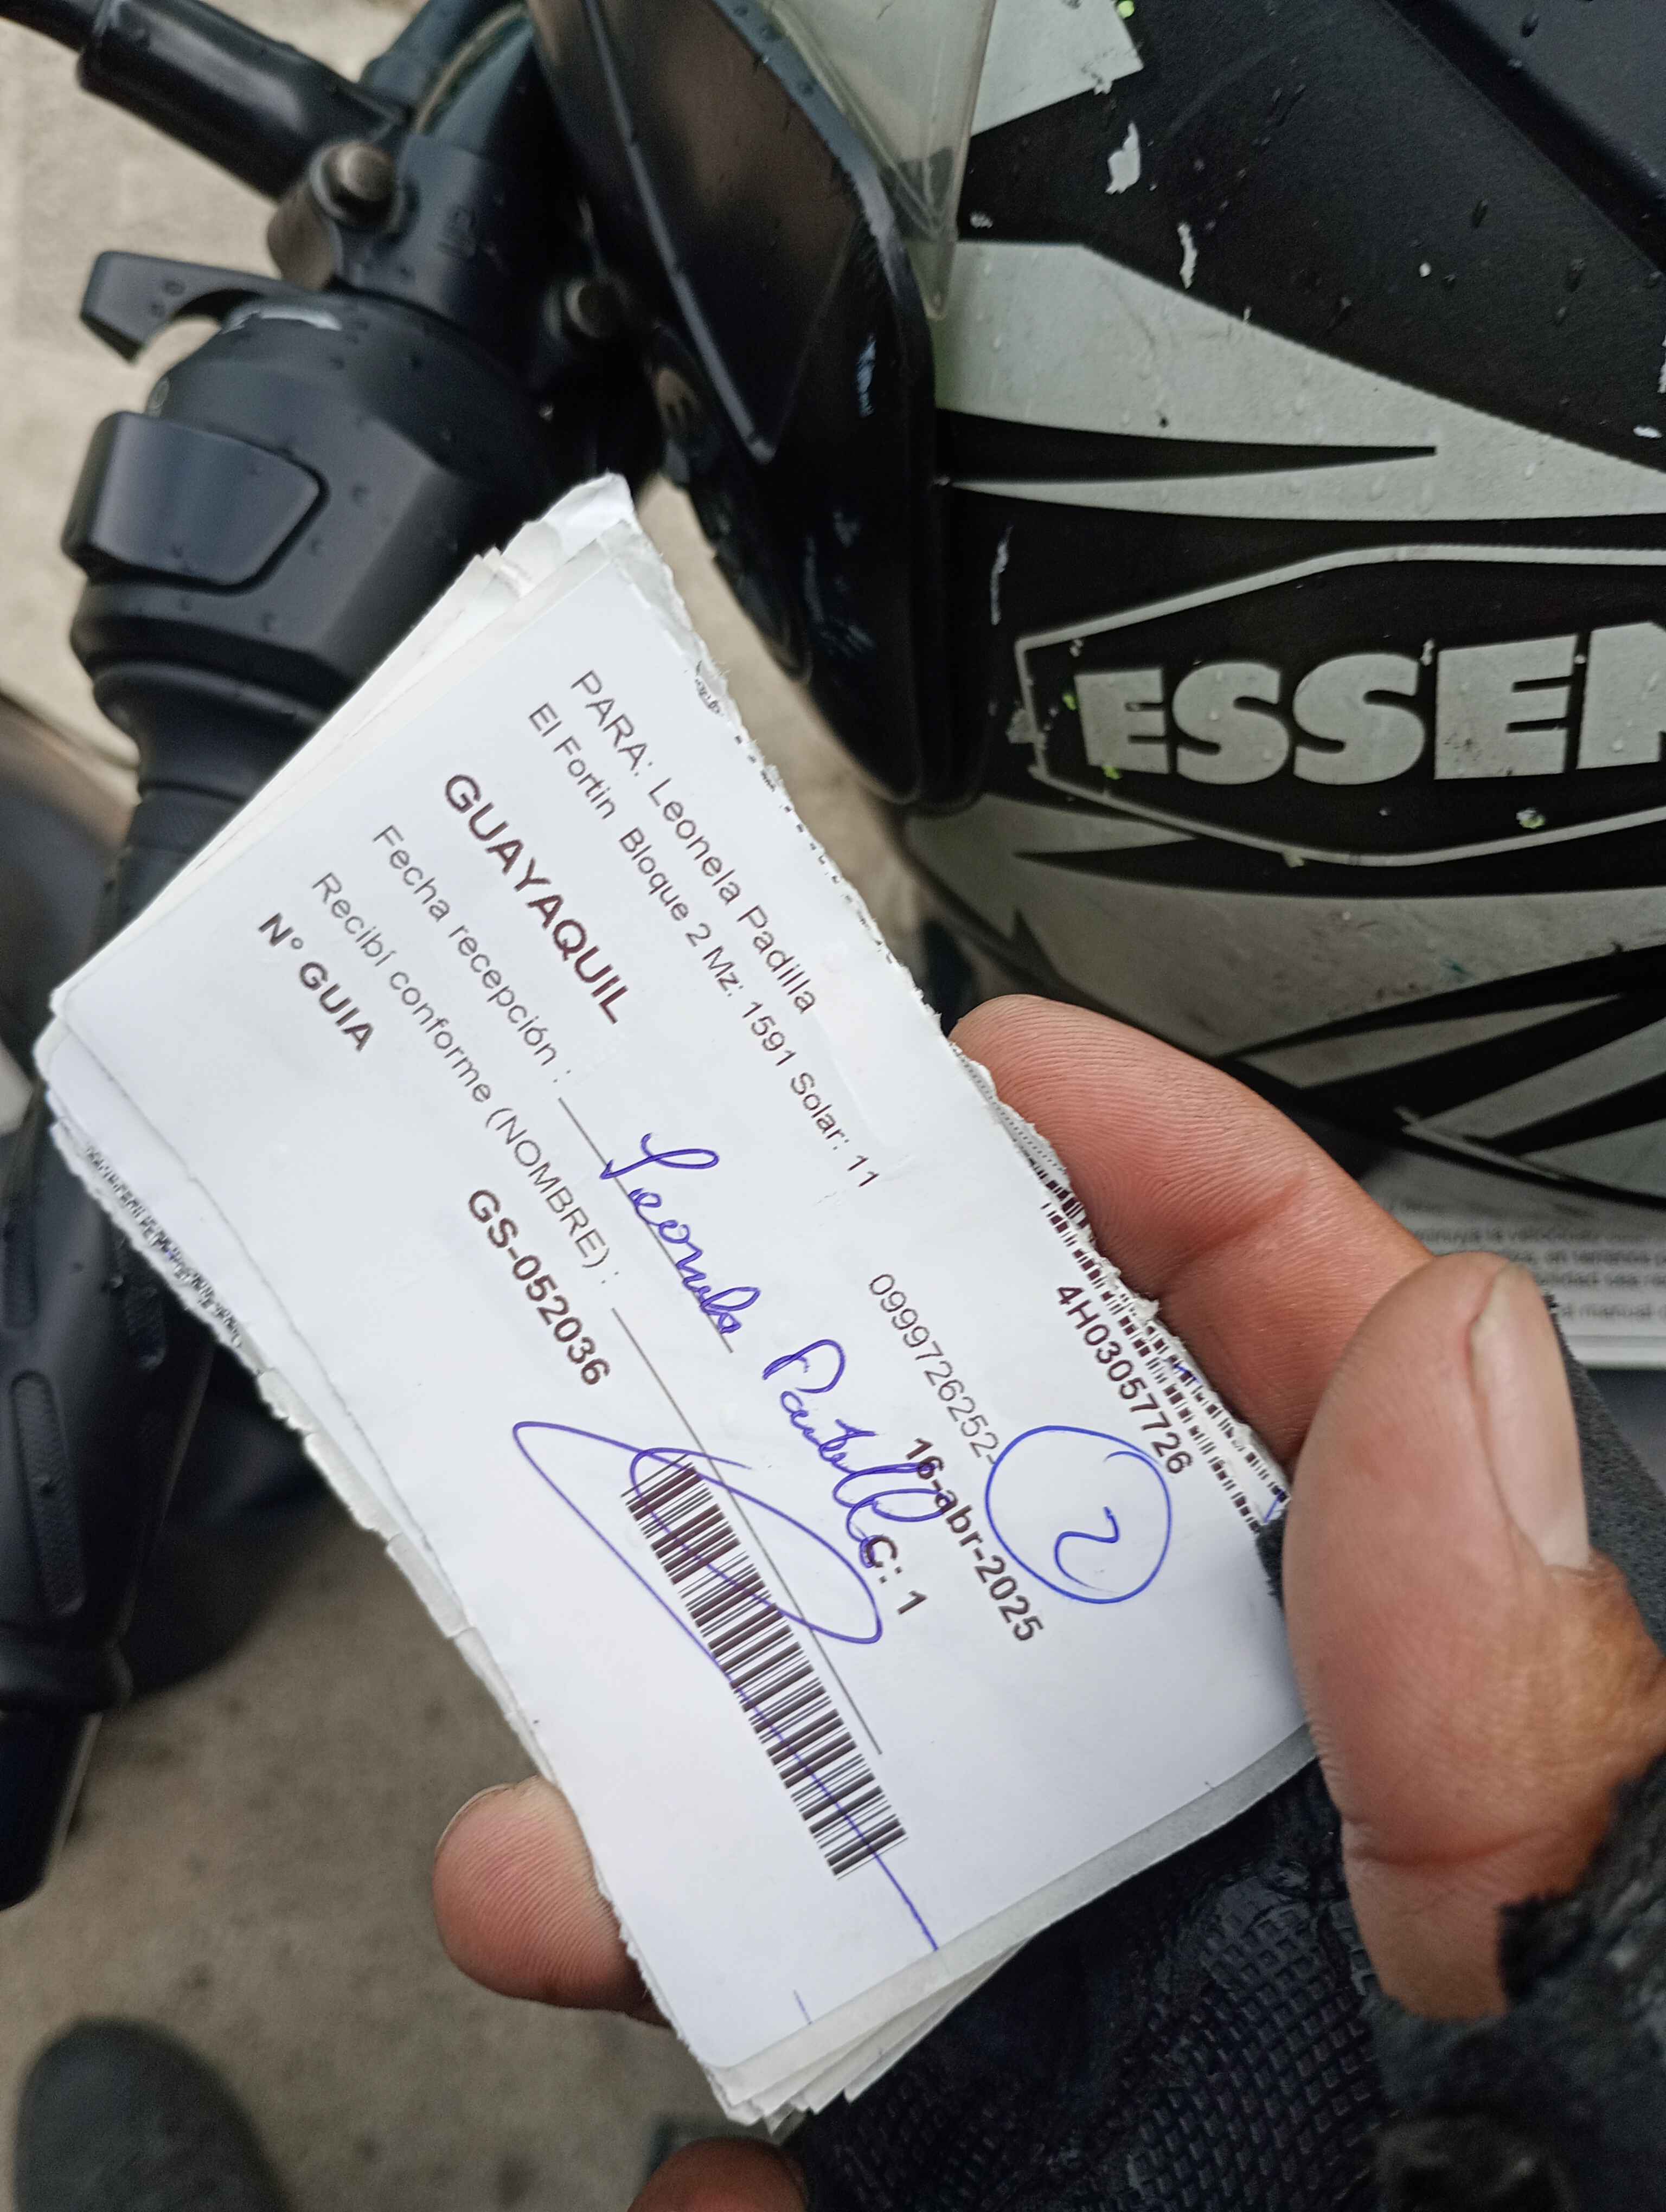 4H03057726
PARA: Leonela Padilla
El Fortin Bloque 2 Mz: 1591 Solar: 11
0999726252-
2
GUAYAQUIL
16-abr-2025
Fecha recepción :
C: 1
Leonela Padilla
Recibí conforme (NOMBRE) :
N° GUIA
GS-052036
ESSE